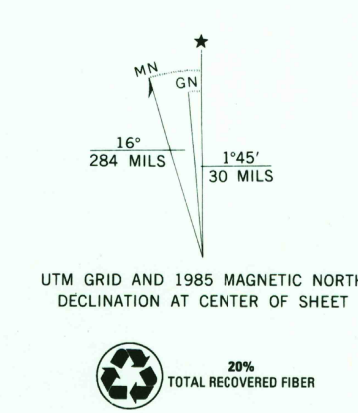 MN
GN
16°
284 MILS
1°45′
30 MILS
UTM GRID AND 1985 MAGNETIC NORTH
DECLINATION AT CENTER OF SHEET
20%
TOTAL RECOVERED FIBER